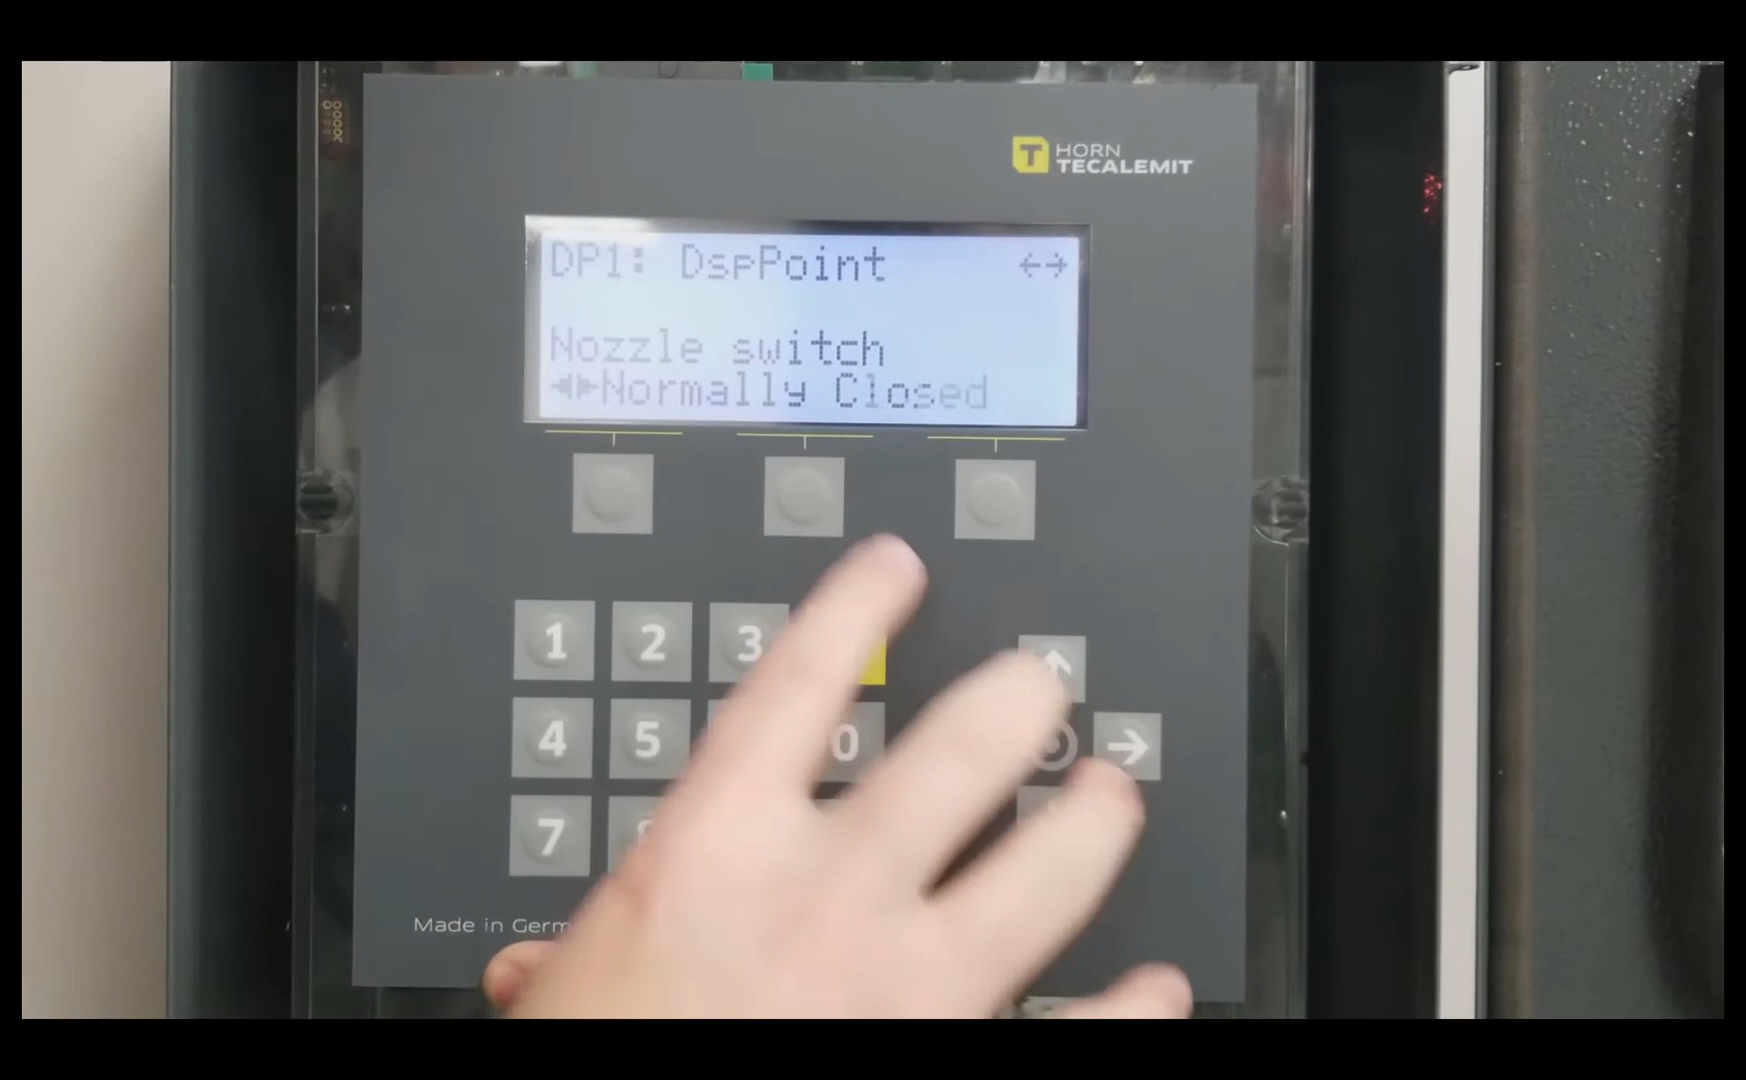 HORN
TECALEMIT
DP1: DspPoint ←→
Nozzle switch
◀▶Normally Closed
1 2 3
4 5 0
7
Made in Germ